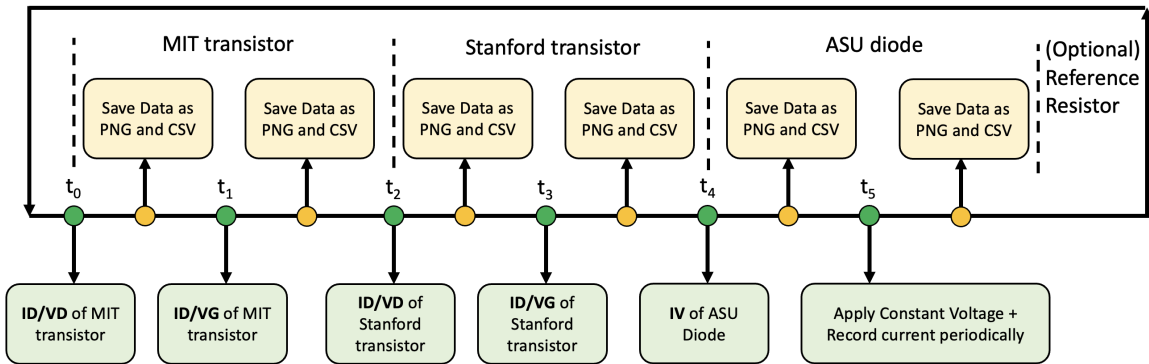 MIT transistor
Stanford transistor
ASU diode
(Optional)
Reference
Resistor
Save Data as
PNG and CSV
Save Data as
PNG and CSV
Save Data as
PNG and CSV
Save Data as
PNG and CSV
Save Data as
PNG and CSV
Save Data as
PNG and CSV
t0
t1
t2
t3
t4
t5
ID/VD of MIT
transistor
ID/VG of MIT
transistor
ID/VD of
Stanford
transistor
ID/VG of
Stanford
transistor
IV of ASU
Diode
Apply Constant Voltage +
Record current periodically